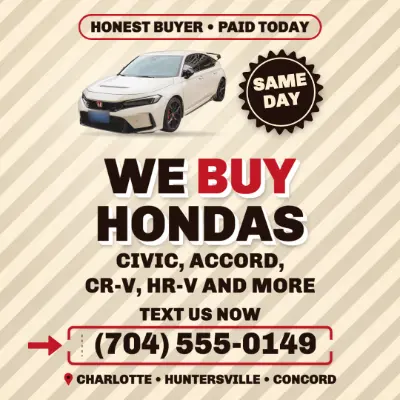 HONEST BUYER • PAID TODAY
SAME
DAY
WE BUY
HONDAS
CIVIC, ACCORD,
CR-V, HR-V AND MORE
TEXT US NOW
(704) 555-0149
CHARLOTTE • HUNTERSVILLE • CONCORD